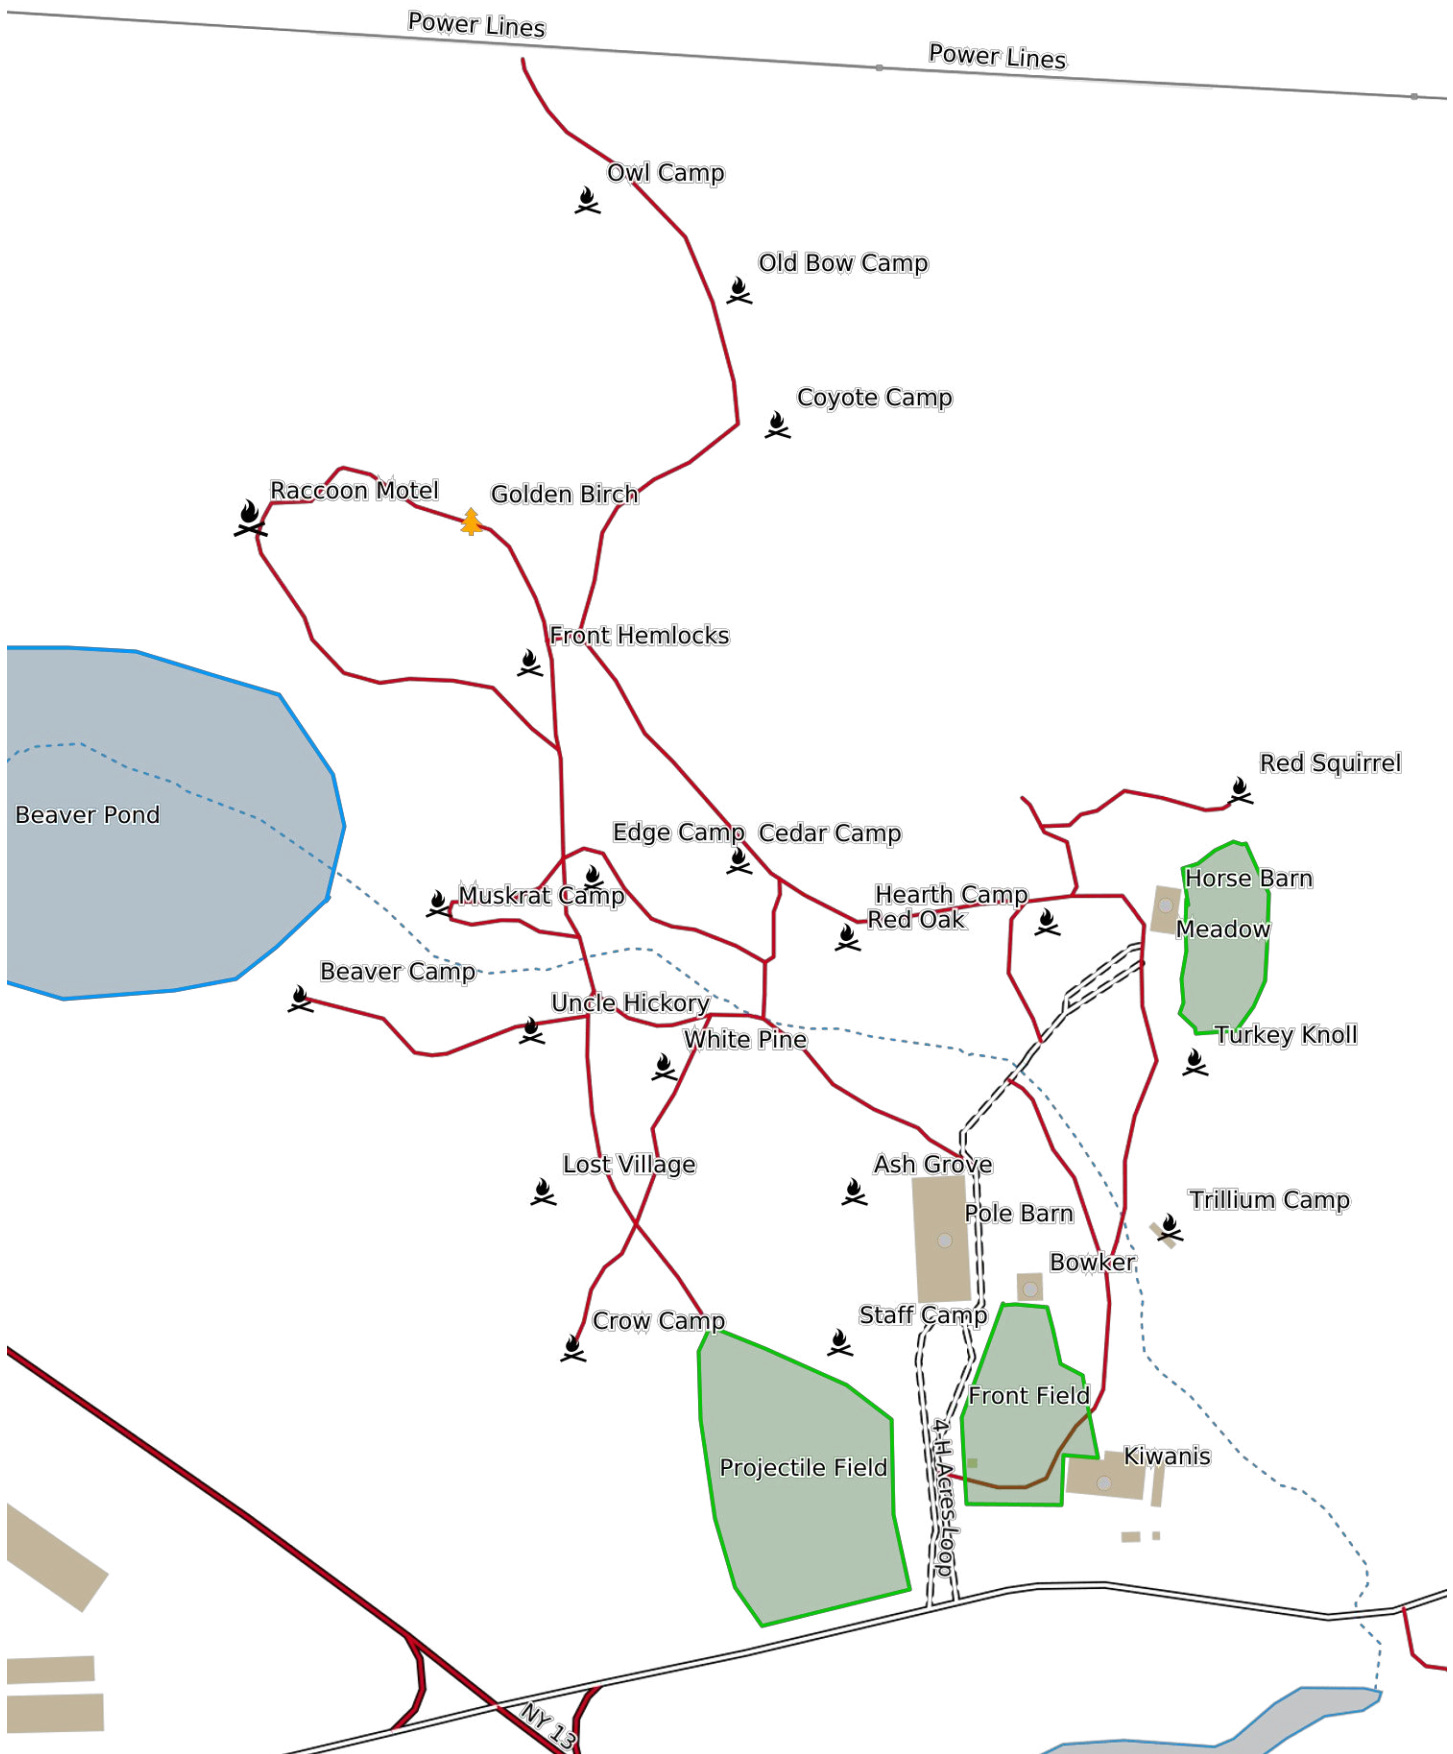 Power Lines
Power Lines
Owl Camp
Old Bow Camp
Coyote Camp
Raccoon Motel
Golden Birch
Front Hemlocks
Red Squirrel
Beaver Pond
Edge Camp
Cedar Camp
Horse Barn
Muskrat Camp
Hearth Camp
Red Oak
Meadow
Beaver Camp
Uncle Hickory
White Pine
Turkey Knoll
Lost Village
Ash Grove
Trillium Camp
Pole Barn
Bowker
Crow Camp
Staff Camp
Front Field
Projectile Field
Kiwanis
4-H Acres Loop
NY 13